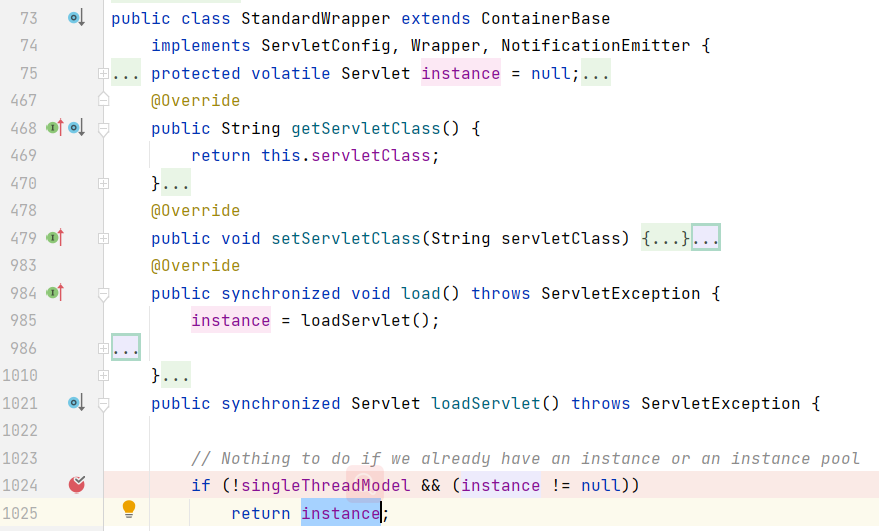 73 public class StandardWrapper extends ContainerBase
74 implements ServletConfig, Wrapper, NotificationEmitter {
75 ... protected volatile Servlet instance = null;...
467 @Override
468 public String getServletClass() {
469 return this.servletClass;
470 }...
478 @Override
479 public void setServletClass(String servletClass) {...}...
983 @Override
984 public synchronized void load() throws ServletException {
985 instance = loadServlet();
986 ...
1010 }...
1021 public synchronized Servlet loadServlet() throws ServletException {
1022
1023 // Nothing to do if we already have an instance or an instance pool
1024 if (!singleThreadModel && (instance != null))
1025 return instance;